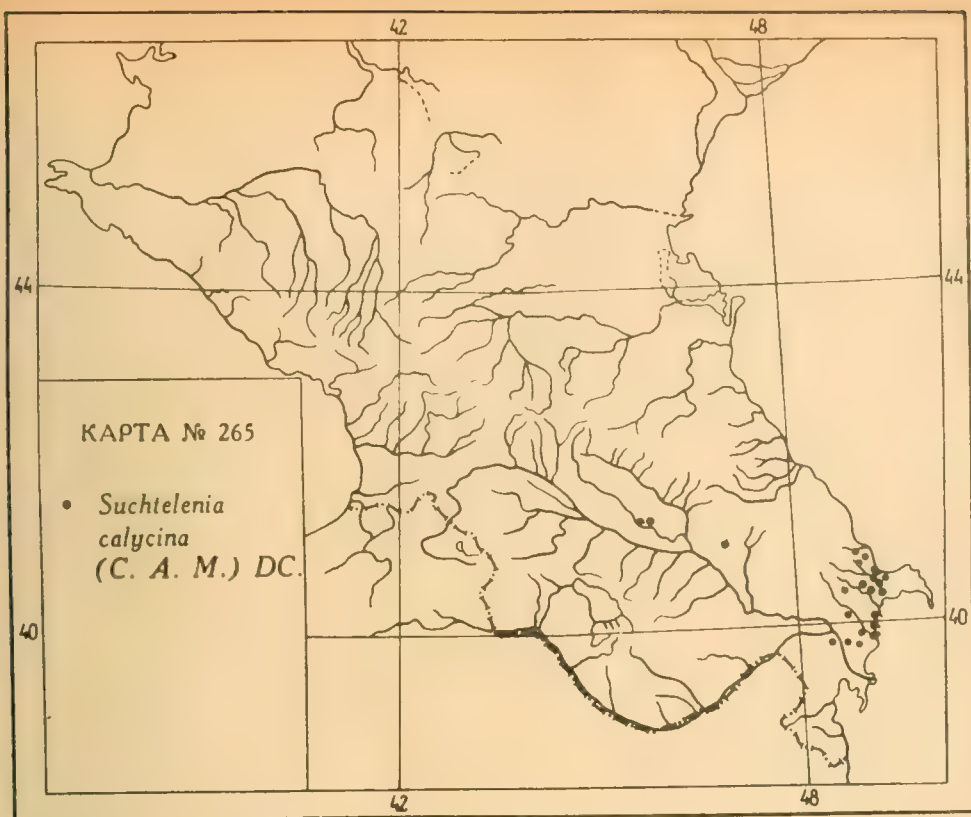 42 48
44 44
КАРТА № 265
• Suchtelenia
calycina
(C. A. M.) DC.
40 40
42 48